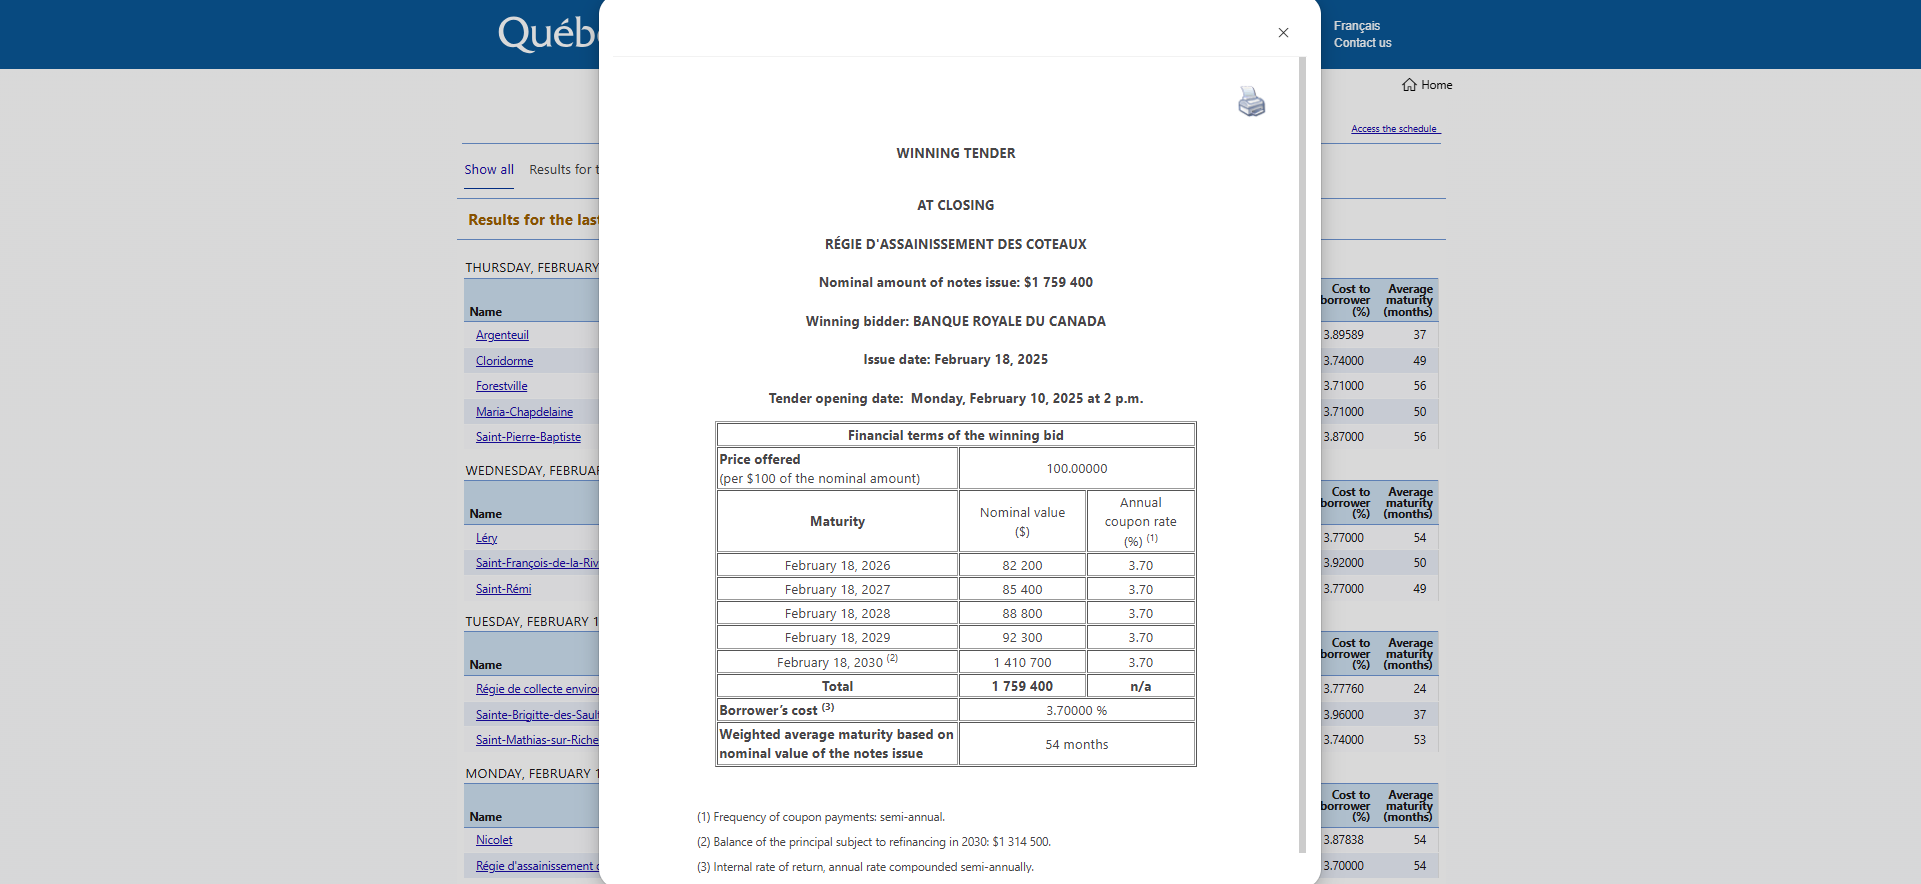 Québ
Français
Contact us
Home
Access the schedule
Show all Results for t
Results for the last
THURSDAY, FEBRUARY
Name Cost to borrower (%) Average maturity (months)
Argenteuil 3.89589 37
Cloridorme 3.74000 49
Forestville 3.71000 56
Maria-Chapdelaine 3.71000 50
Saint-Pierre-Baptiste 3.87000 56
WEDNESDAY, FEBRUAR
Name Cost to borrower (%) Average maturity (months)
Léry 3.77000 54
Saint-François-de-la-Riv 3.92000 50
Saint-Rémi 3.77000 49
TUESDAY, FEBRUARY 1
Name Cost to borrower (%) Average maturity (months)
Régie de collecte enviro 3.77760 24
Sainte-Brigitte-des-Sault 3.96000 37
Saint-Mathias-sur-Riche 3.74000 53
MONDAY, FEBRUARY 1
Name Cost to borrower (%) Average maturity (months)
Nicolet 3.87838 54
Régie d'assainissement 3.70000 54
WINNING TENDER
AT CLOSING
RÉGIE D'ASSAINISSEMENT DES COTEAUX
Nominal amount of notes issue: $1 759 400
Winning bidder: BANQUE ROYALE DU CANADA
Issue date: February 18, 2025
Tender opening date: Monday, February 10, 2025 at 2 p.m.
Financial terms of the winning bid
Price offered
(per $100 of the nominal amount) 100.00000
Maturity Nominal value ($) Annual coupon rate (%) (1)
February 18, 2026 82 200 3.70
February 18, 2027 85 400 3.70
February 18, 2028 88 800 3.70
February 18, 2029 92 300 3.70
February 18, 2030 (2) 1 410 700 3.70
Total 1 759 400 n/a
Borrower’s cost (3) 3.70000 %
Weighted average maturity based on
nominal value of the notes issue 54 months
(1) Frequency of coupon payments: semi-annual.
(2) Balance of the principal subject to refinancing in 2030: $1 314 500.
(3) Internal rate of return, annual rate compounded semi-annually.